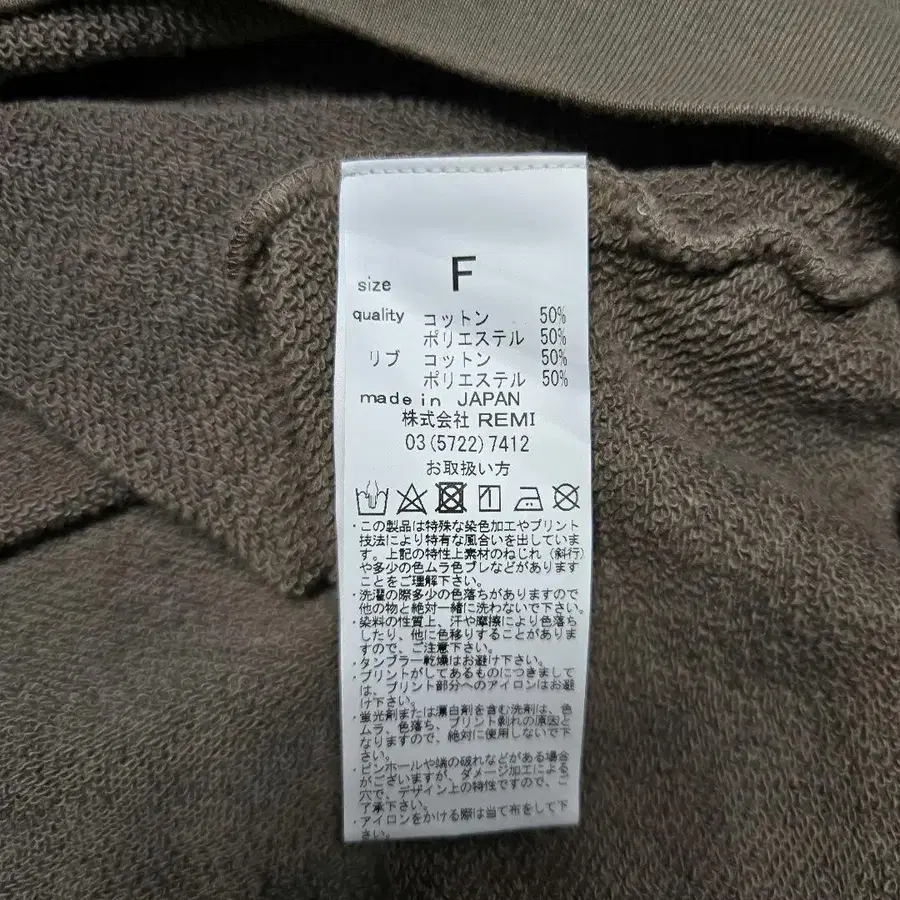 size F
quality コットン 50%
ポリエステル 50%
リブ コットン 50%
ポリエステル 50%
made in JAPAN
株式会社 REMI
03(5722)7412
お取扱い方
・この製品は特殊な染色加工やプリント
技法により特有な風合いを出していま
す。上記の特性上素材のねじれ（斜行）
や多少の色ムラ色ブレなどがあります
ことをご理解下さい。
・洗濯の際多少の色落ちがありますので
他の物と絶対一緒に洗わないで下さい。
・染料の性質上、汗や摩擦により色落ち
したり、他に色移りすることがありま
すので、ご注意下さい。
・タンブラー乾燥はお避け下さい。
・プリントがしてあるものにつきまして
は、プリント部分へのアイロンはお避
け下さい。
・蛍光剤または漂白剤を含む洗剤は、色
ムラ、色落ち、プリント剥れの原因と
なりますので、絶対に使用しないで下
さい。
・ピンホールや端の破れなどがある場合
がございますが、ダメージ加工による
穴で、デザイン上の特性ですので、ご
了承下さい。
・アイロンをかける際は当て布をして下
さい。